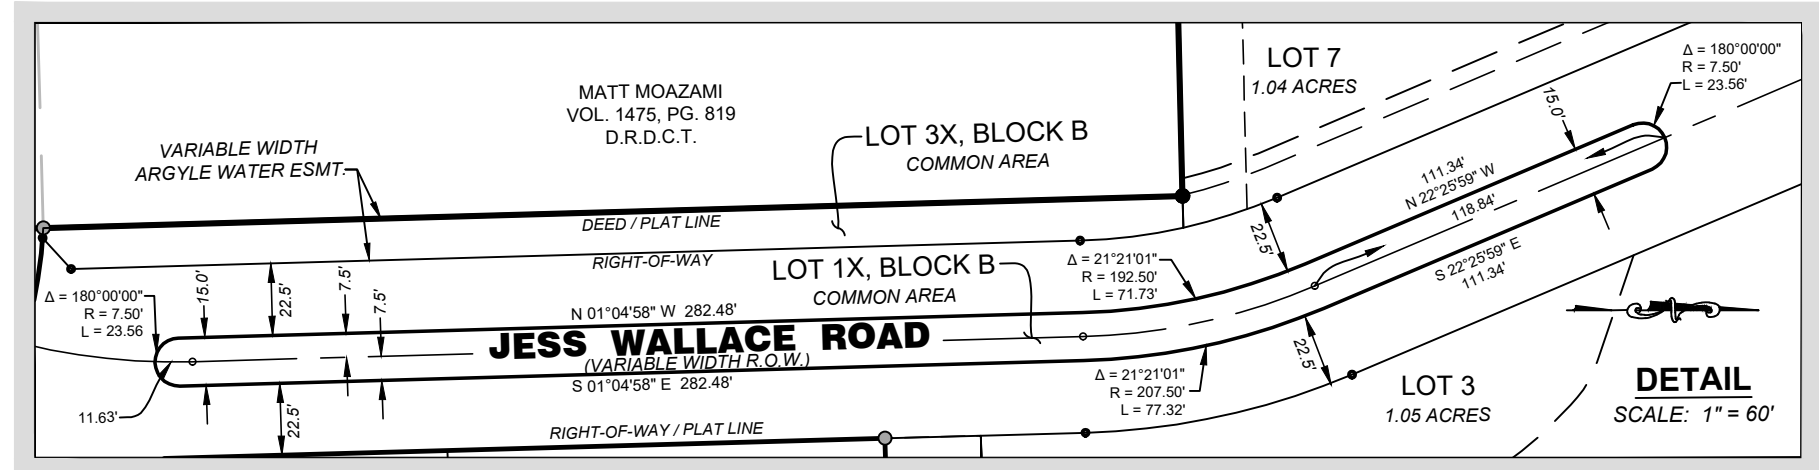 LOT 7
1.04 ACRES
Δ = 180°00'00"
R = 7.50'
L = 23.56'
15.0'
MATT MOAZAMI
VOL. 1475, PG. 819
D.R.D.C.T.
LOT 3X, BLOCK B
COMMON AREA
VARIABLE WIDTH
ARGYLE WATER ESMT.
111.34'
N 22°25'59" W
118.84'
S 22°25'59" E
111.34'
DEED / PLAT LINE
RIGHT-OF-WAY
22.5'
LOT 1X, BLOCK B
COMMON AREA
Δ = 21°21'01"
R = 192.50'
L = 71.73'
15.0'
22.5'
7.5'
7.5'
Δ = 180°00'00"
R = 7.50'
L = 23.56
N 01°04'58" W 282.48'
JESS WALLACE ROAD
(VARIABLE WIDTH R.O.W.)
S 01°04'58" E 282.48'
22.5'
Δ = 21°21'01"
R = 207.50'
L = 77.32'
LOT 3
1.05 ACRES
DETAIL
SCALE: 1" = 60'
11.63'
22.5'
RIGHT-OF-WAY / PLAT LINE